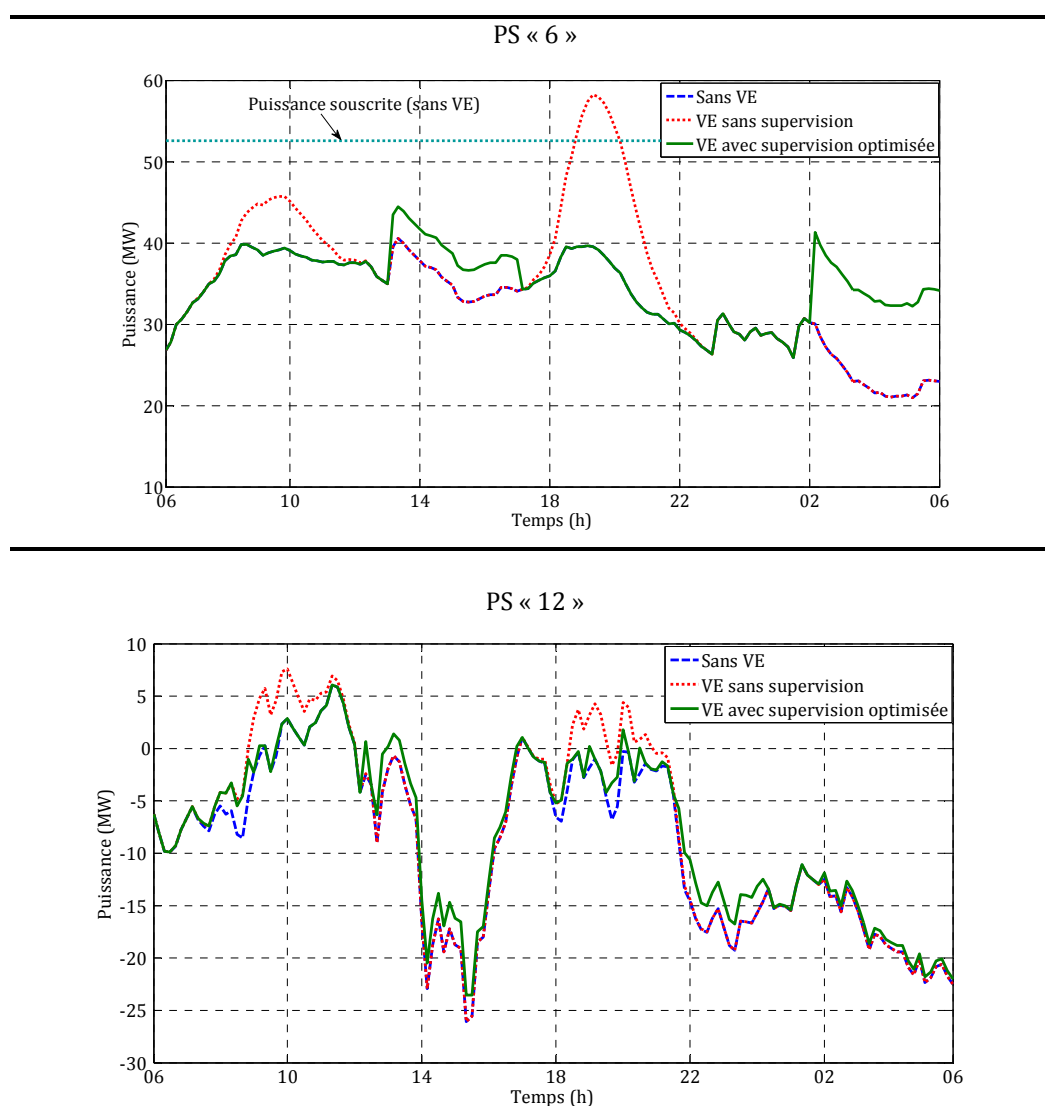 PS « 6 »
Puissance souscrite (sans VE)
Sans VE
VE sans supervision
VE avec supervision optimisée
Puissance (MW)
60
50
40
30
20
10
06 10 14 18 22 02 06
Temps (h)
PS « 12 »
Sans VE
VE sans supervision
VE avec supervision optimisée
Puissance (MW)
10
5
0
-5
-10
-15
-20
-25
-30
06 10 14 18 22 02 06
Temps (h)